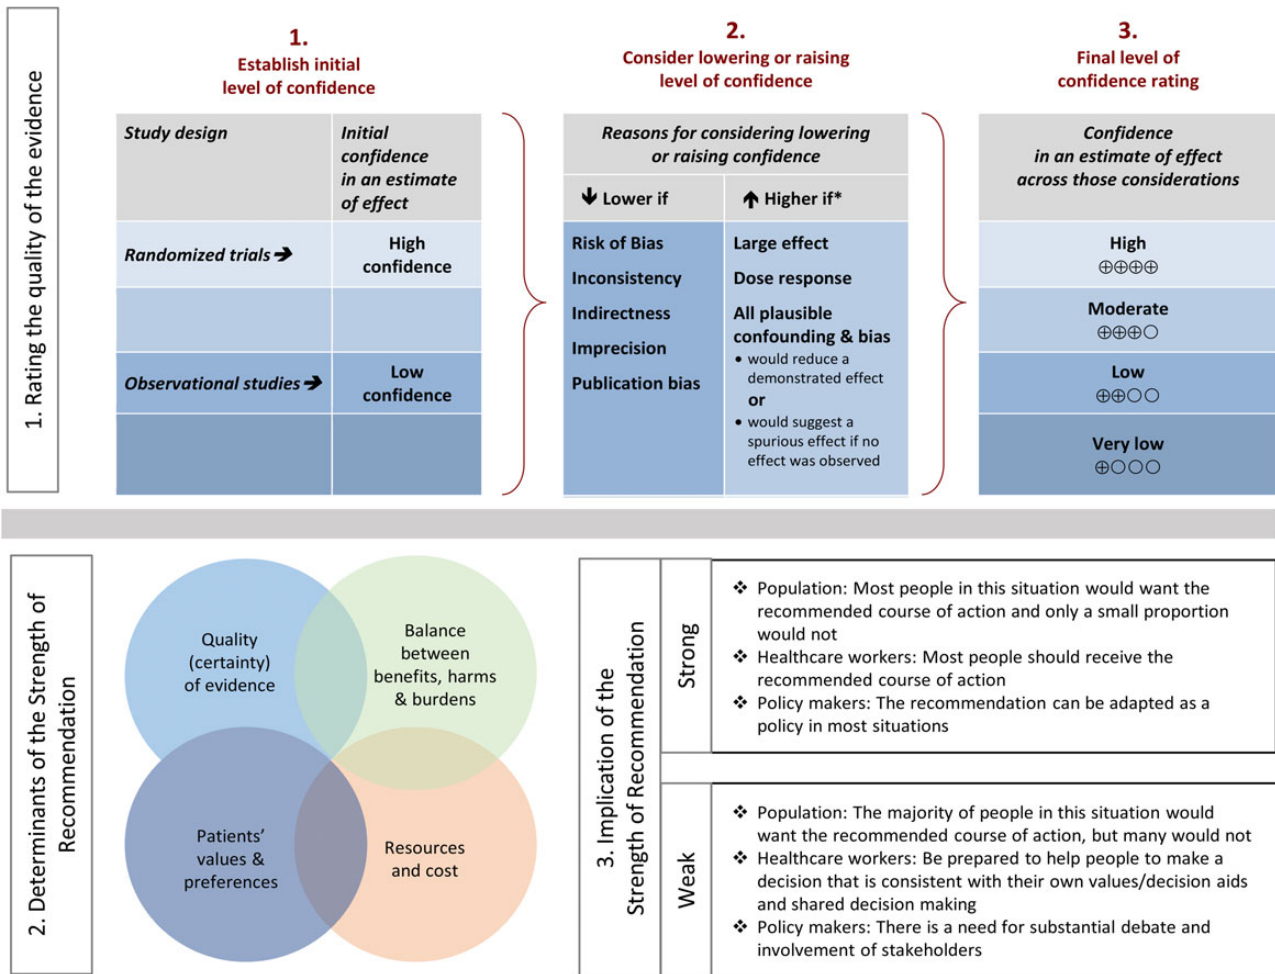 1. Rating the quality of the evidence
1.
Establish initial
level of confidence
2.
Consider lowering or raising
level of confidence
3.
Final level of
confidence rating
Study design
Initial
confidence
in an estimate
of effect
Randomized trials ➔
High
confidence
Observational studies ➔
Low
confidence
Reasons for considering lowering
or raising confidence
🡻 Lower if
🡹 Higher if*
Risk of Bias
Inconsistency
Indirectness
Imprecision
Publication bias
Large effect
Dose response
All plausible
confounding & bias
• would reduce a
demonstrated effect
or
• would suggest a
spurious effect if no
effect was observed
Confidence
in an estimate of effect
across those considerations
High
⊕⊕⊕⊕
Moderate
⊕⊕⊕○
Low
⊕⊕○○
Very low
⊕○○○
2. Determinants of the Strength of
Recommendation
Quality
(certainty)
of evidence
Balance
between
benefits, harms
& burdens
Patients’
values &
preferences
Resources
and cost
3. Implication of the
Strength of Recommendation
Strong
❖ Population: Most people in this situation would want the
recommended course of action and only a small proportion
would not
❖ Healthcare workers: Most people should receive the
recommended course of action
❖ Policy makers: The recommendation can be adapted as a
policy in most situations
Weak
❖ Population: The majority of people in this situation would
want the recommended course of action, but many would not
❖ Healthcare workers: Be prepared to help people to make a
decision that is consistent with their own values/decision aids
and shared decision making
❖ Policy makers: There is a need for substantial debate and
involvement of stakeholders